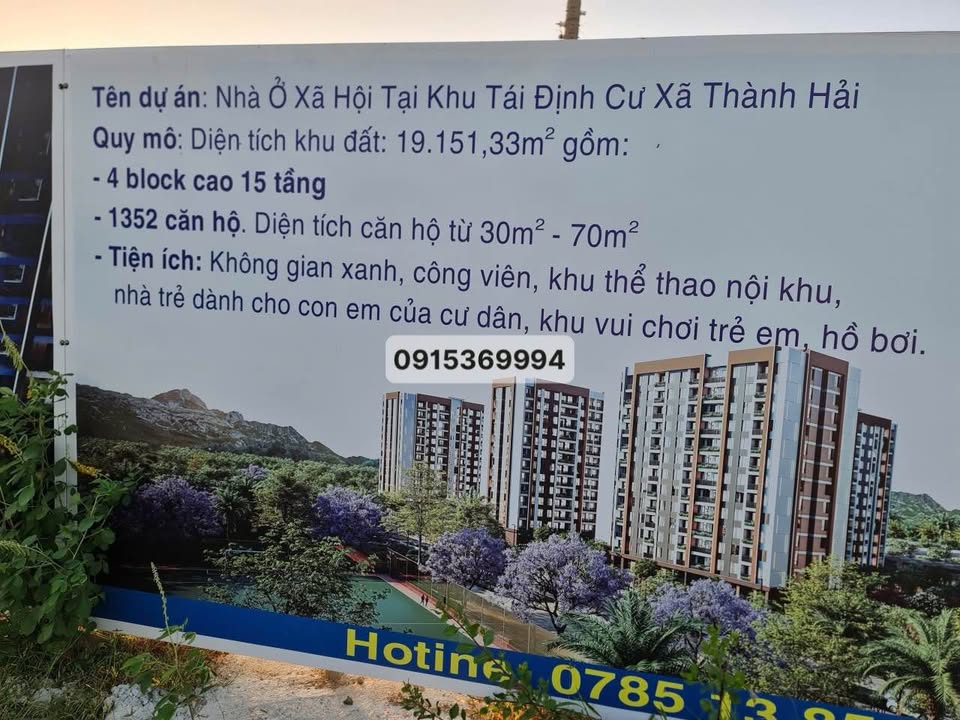 Tên dự án: Nhà Ở Xã Hội Tại Khu Tái Định Cư Xã Thành Hải
Quy mô: Diện tích khu đất: 19.151,33m² gồm:
- 4 block cao 15 tầng
- 1352 căn hộ. Diện tích căn hộ từ 30m² - 70m²
- Tiện ích: Không gian xanh, công viên, khu thể thao nội khu,
nhà trẻ dành cho con em của cư dân, khu vui chơi trẻ em, hồ bơi.
0915369994
Hotine 0785